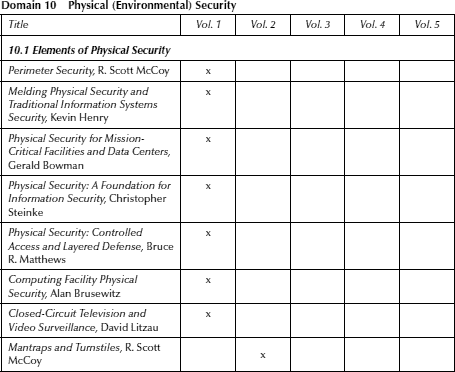 Domain 10 Physical (Environmental) Security
Title Vol. 1 Vol. 2 Vol. 3 Vol. 4 Vol. 5
10.1 Elements of Physical Security
Perimeter Security, R. Scott McCoy x
Melding Physical Security and x
Traditional Information Systems
Security, Kevin Henry
Physical Security for Mission- x
Critical Facilities and Data Centers,
Gerald Bowman
Physical Security: A Foundation for x
Information Security, Christopher
Steinke
Physical Security: Controlled x
Access and Layered Defense, Bruce
R. Matthews
Computing Facility Physical x
Security, Alan Brusewitz
Closed-Circuit Television and x
Video Surveillance, David Litzau
Mantraps and Turnstiles, R. Scott x
McCoy